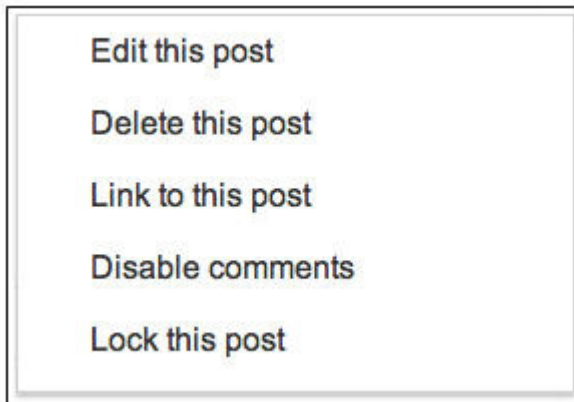 Edit this post
Delete this post
Link to this post
Disable comments
Lock this post